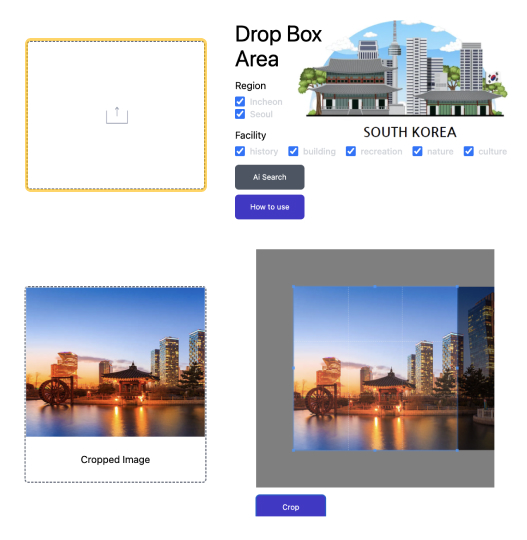 Drop Box
Area
Region
Incheon
Seoul
SOUTH KOREA
Facility
history building recreation nature culture
Ai Search
How to use
Cropped Image
Crop